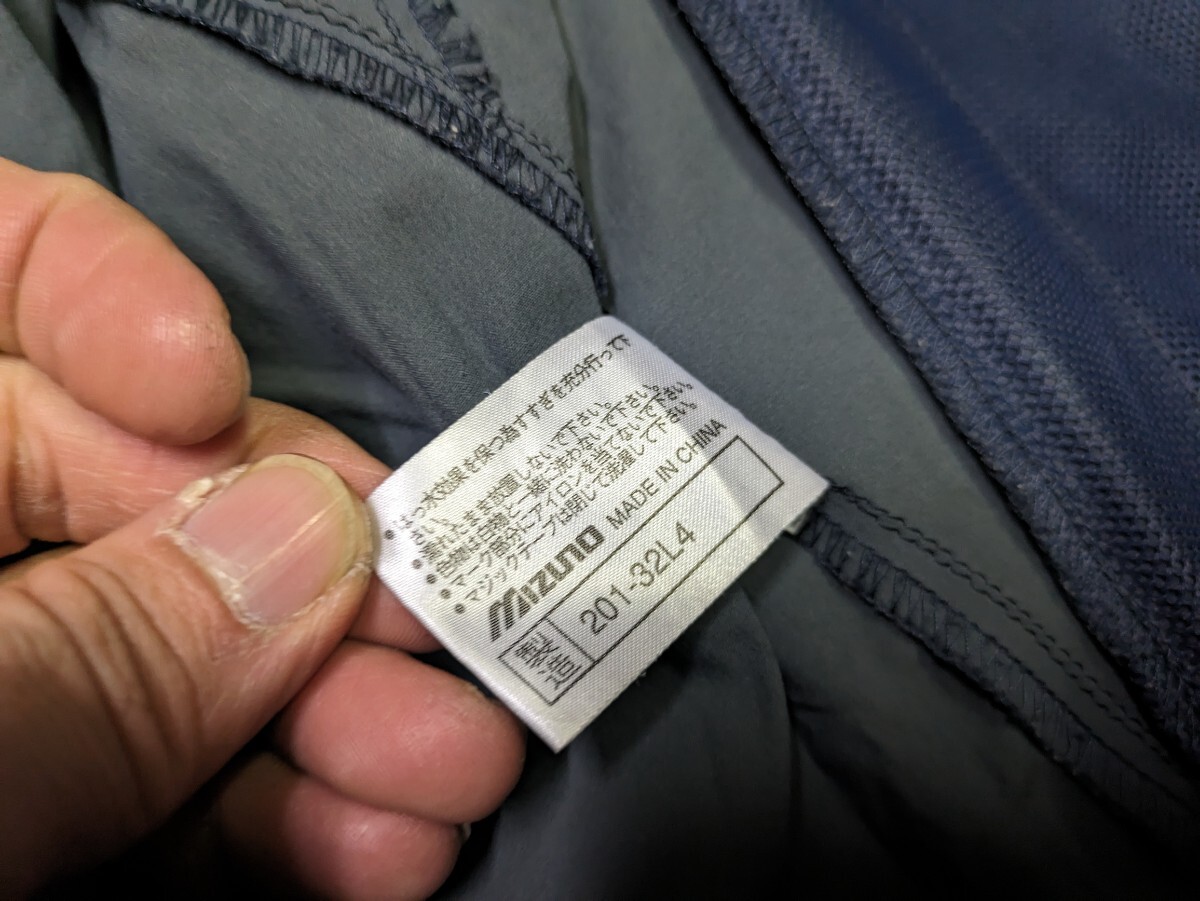 ・はっ水効果を保つ為すすぎを充分行って下
さい。
・濡れたまま放置しないで下さい。
・色物は白物と一緒に洗わないで下さい。
・マーク部分にアイロンを当てないで下さい。
・マジックテープは閉じて洗濯して下さい。
MIZUNO MADE IN CHINA
製造 201-32L4